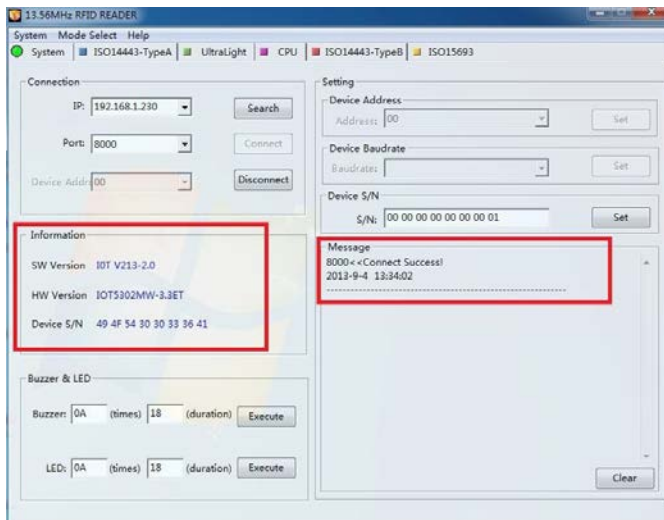 13.56MHz RFID READER
System Mode Select Help
System ISO14443-TypeA UltraLight CPU ISO14443-TypeB ISO15693
Connection
IP: 192.168.1.230 Search
Port: 8000 Connect
Device Addr: 00 Disconnect
Information
SW Version IOT V213-2.0
HW Version IOT5302MW-3.3ET
Device S/N 49 4F 54 30 30 33 36 41
Buzzer & LED
Buzzer: 0A (times) 18 (duration) Execute
LED: 0A (times) 18 (duration) Execute
Setting
Device Address
Address: 00 Set
Device Baudrate
Baudrate: Set
Device S/N
S/N: 00 00 00 00 00 00 00 01 Set
Message
8000<<Connect Success!
2013-9-4 13:34:02
--------------------------------------------------------
Clear